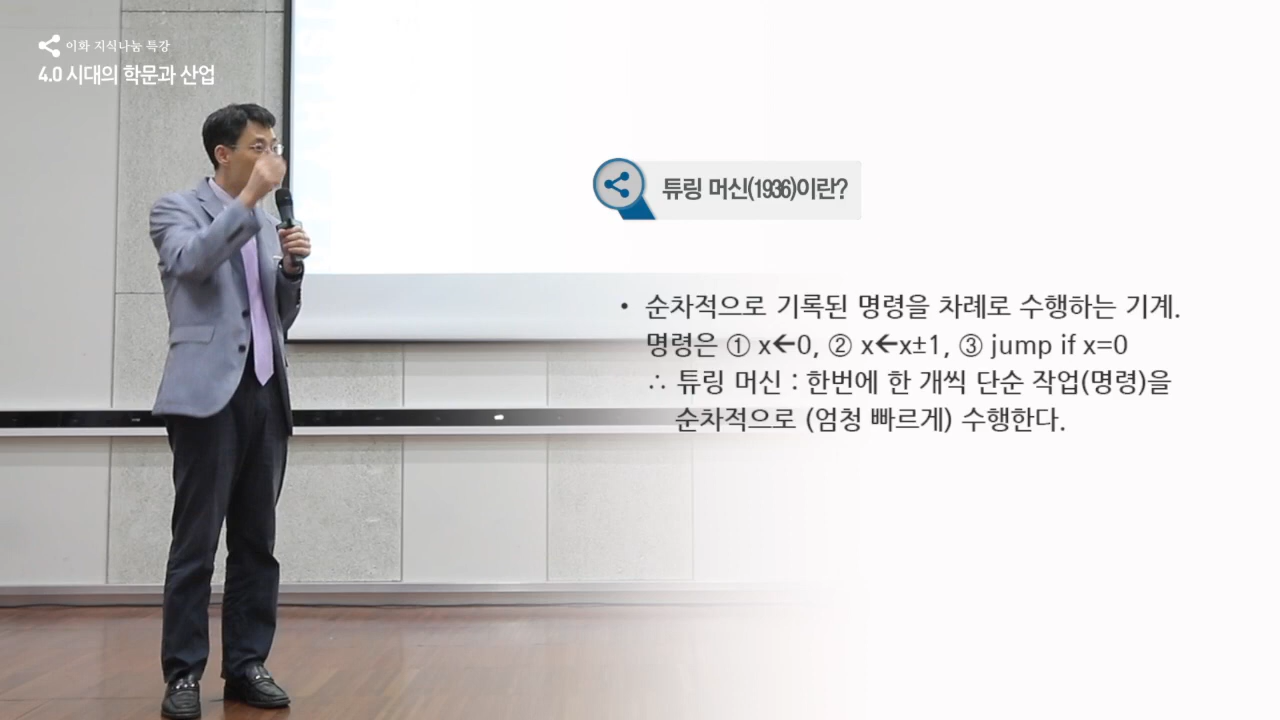 이화 지식나눔 특강
4.0 시대의 학문과 산업
튜링 머신(1936)이란?
• 순차적으로 기록된 명령을 차례로 수행하는 기계.
명령은 ① x←0, ② x←x±1, ③ jump if x=0
∴ 튜링 머신 : 한번에 한 개씩 단순 작업(명령)을
순차적으로 (엄청 빠르게) 수행한다.